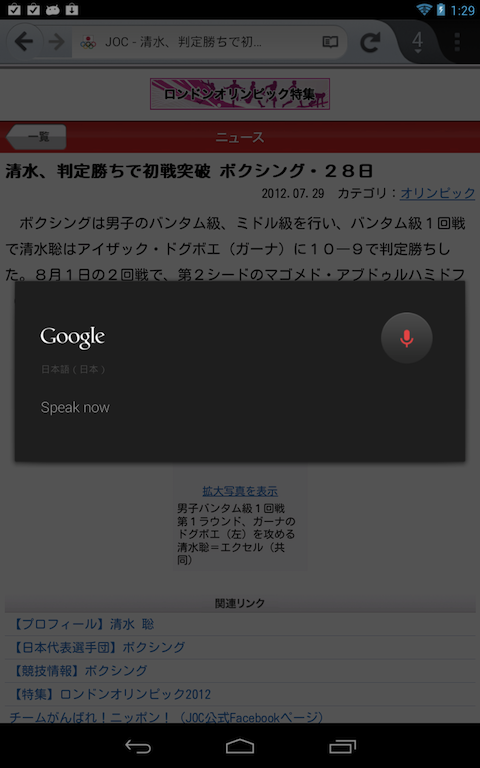 1:29
JOC - 清水、判定勝ちで初...
4
ロンドンオリンピック特集
一覧
ニュース
清水、判定勝ちで初戦突破 ボクシング・２８日
2012.07.29 カテゴリ：オリンピック
ボクシングは男子のバンタム級、ミドル級を行い、バンタム級１回戦
で清水聡はアイザック・ドグボエ（ガーナ）に１０―９で判定勝ちし
た。８月１日の２回戦で、第２シードのマゴメド・アブドゥルハミドフ
Google
日本語（日本）
Speak now
拡大写真を表示
男子バンタム級１回戦
第１ラウンド、ガーナの
ドグボエ（左）を攻める
清水聡＝エクセル（共
同）
関連リンク
【プロフィール】清水 聡
【日本代表選手団】ボクシング
【競技情報】ボクシング
【特集】ロンドンオリンピック2012
チームがんばれ！ニッポン！（JOC公式Facebookページ）